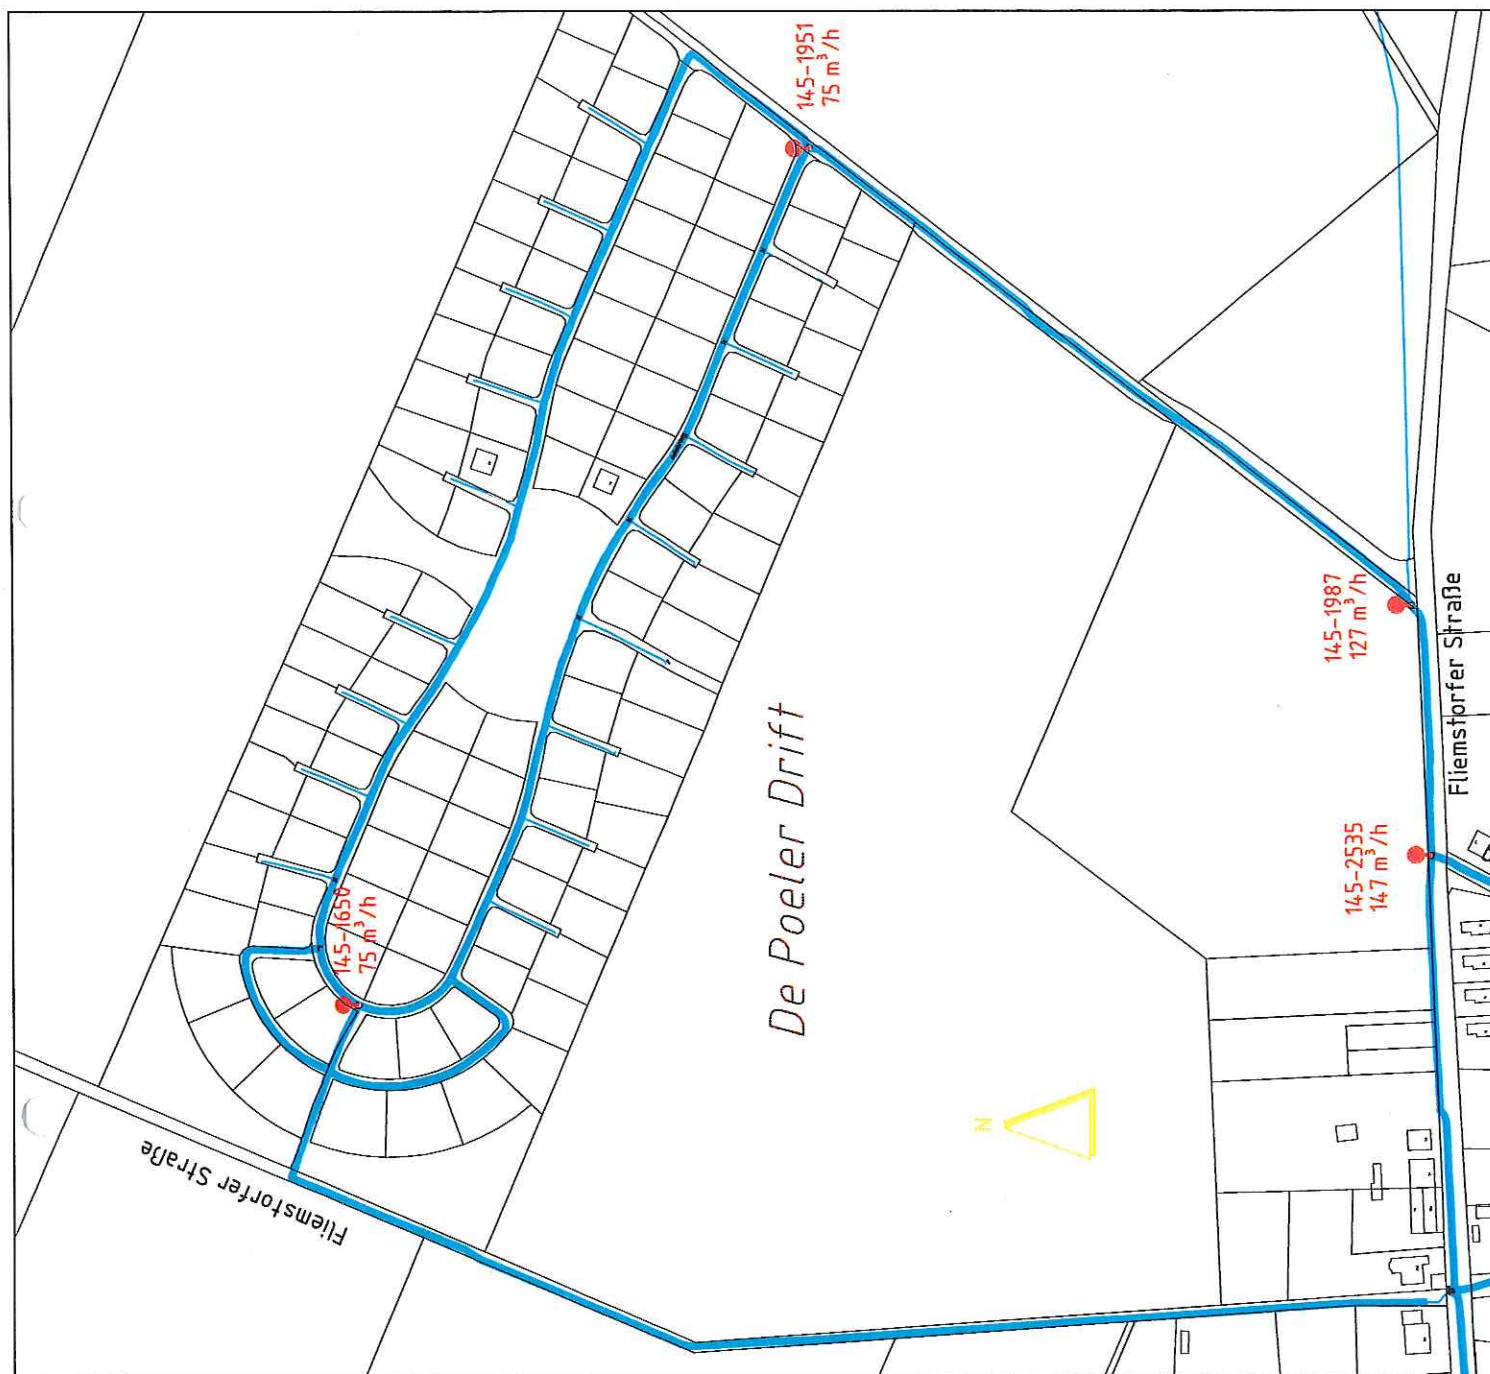 145-1951
75 m³/h
145-1987
127 m³/h
Fliemstorfer Straße
De Poeler Drift
145-2535
147 m³/h
145-1650
75 m³/h
N
Fliemstorfer Straße